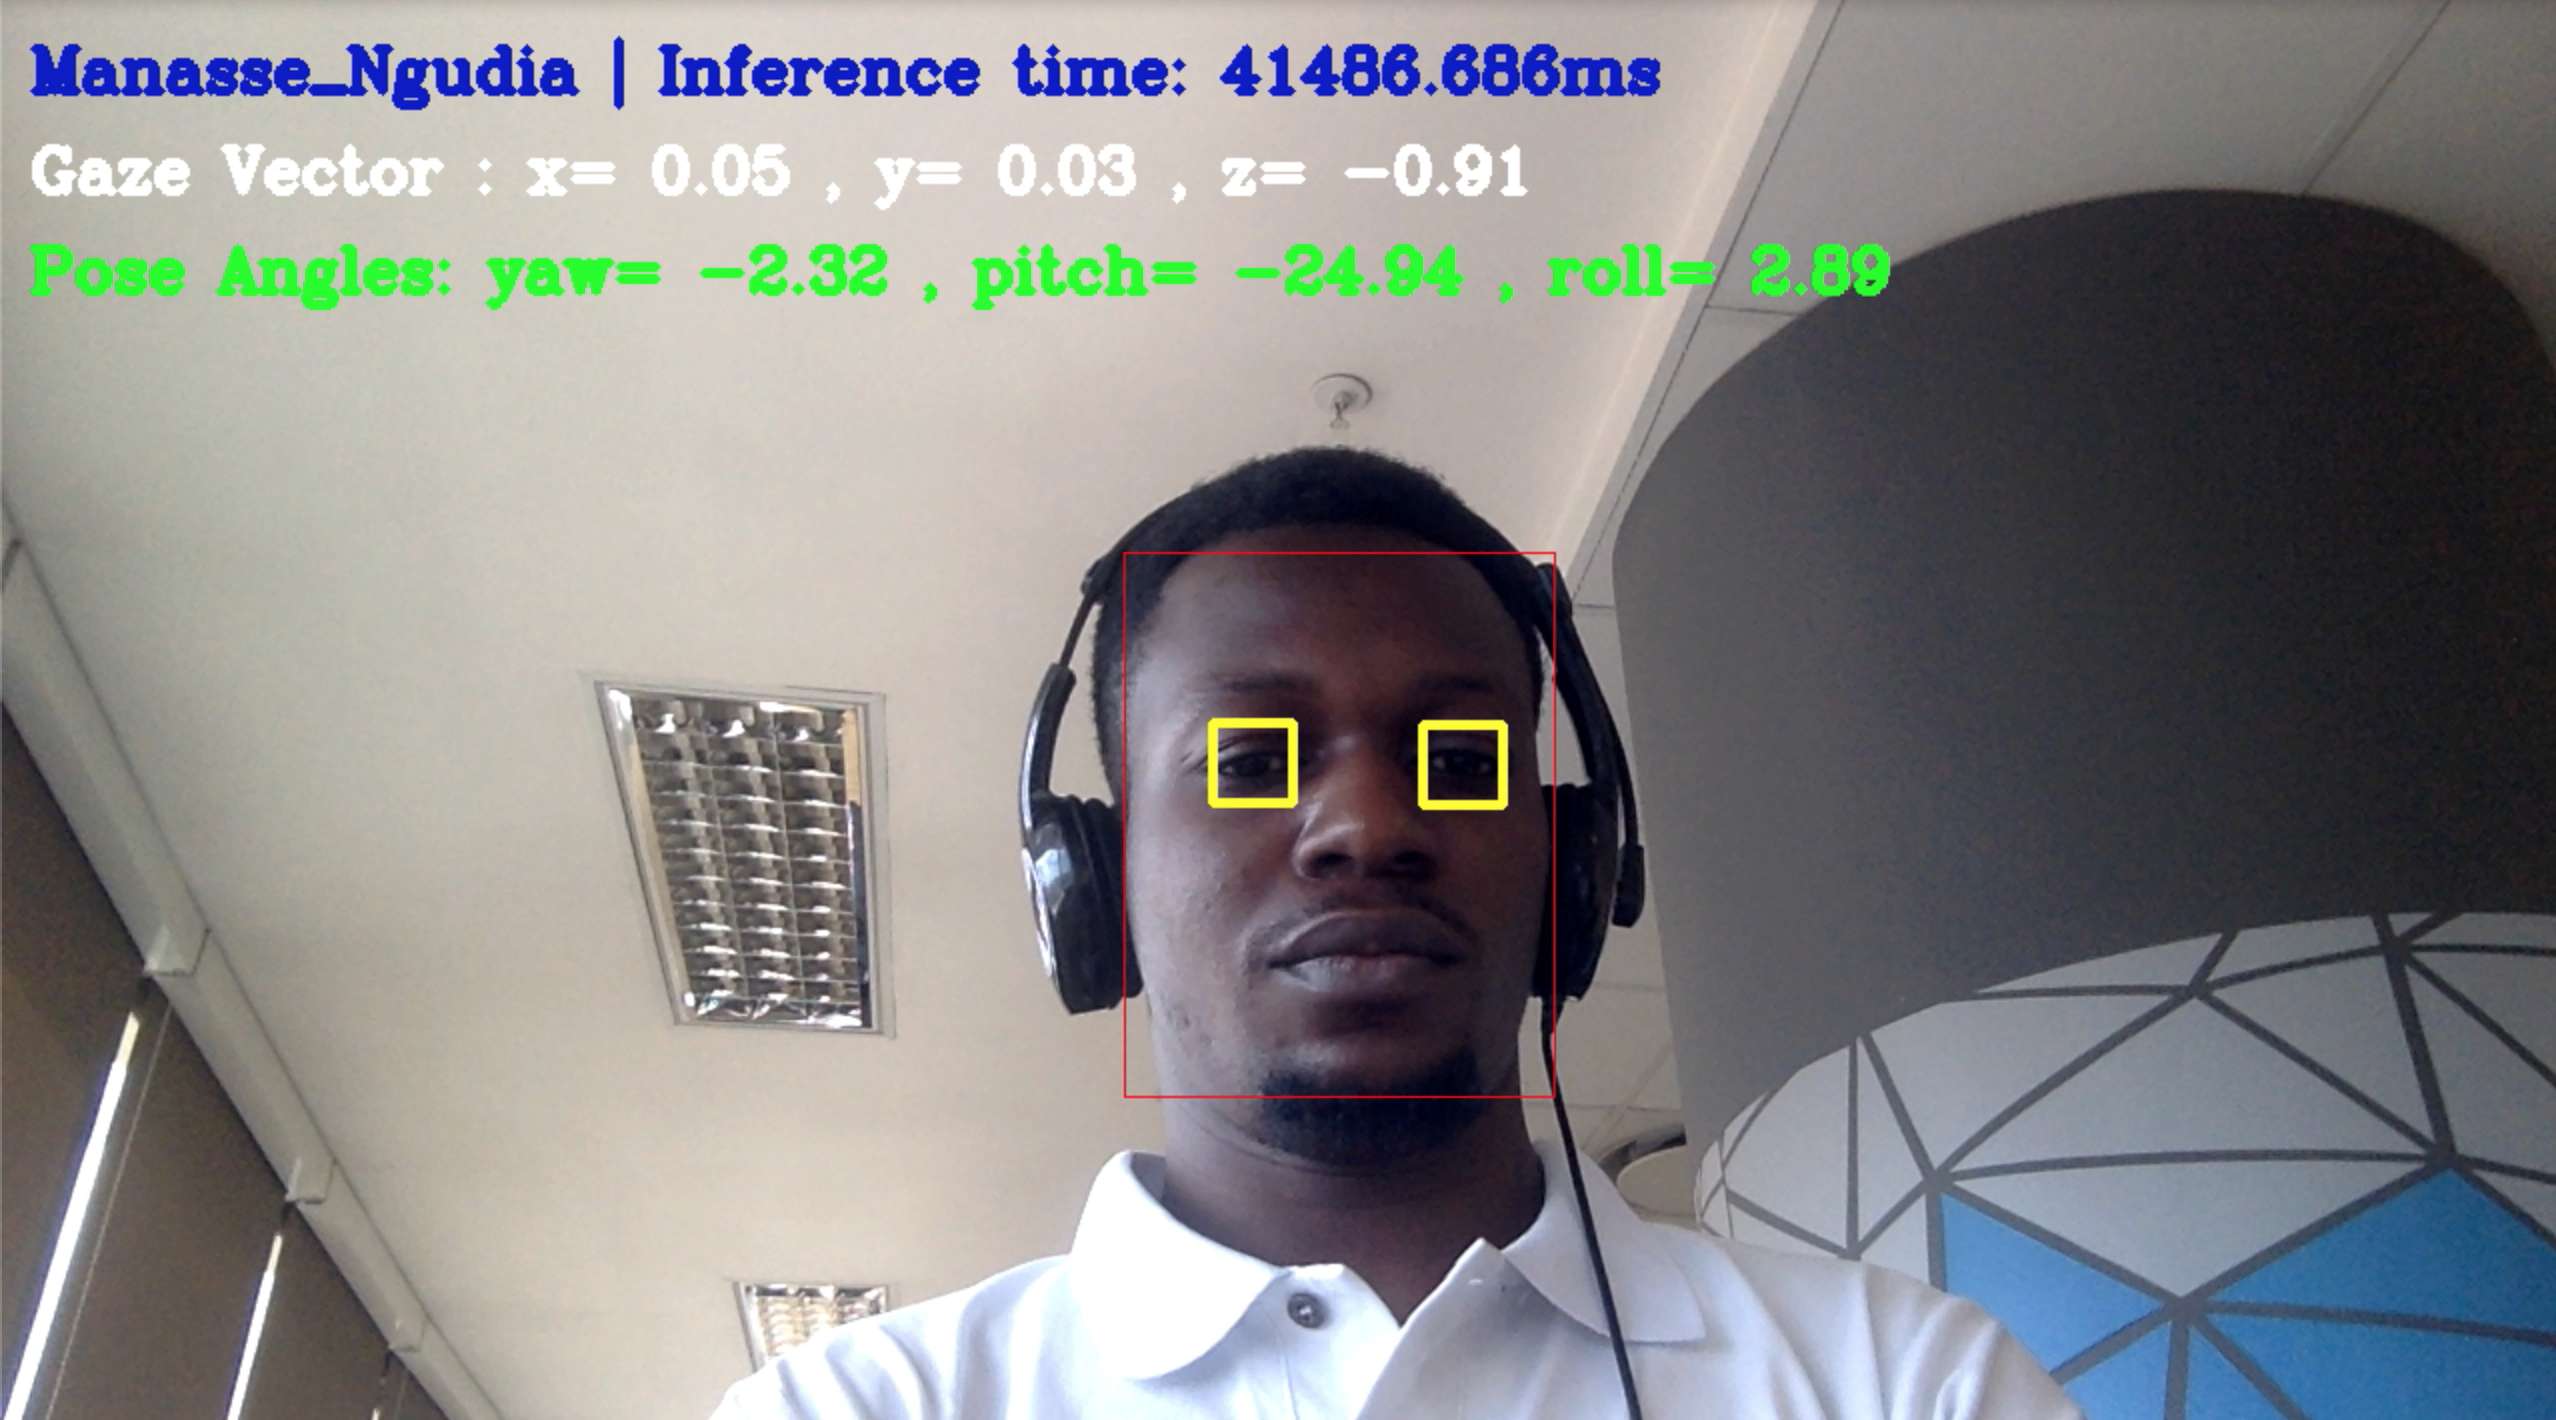 Manasse_Ngudia | Inference time: 41486.686ms
Gaze Vector : x= 0.05 , y= 0.03 , z= -0.91
Pose Angles: yaw= -2.32 , pitch= -24.94 , roll= 2.89